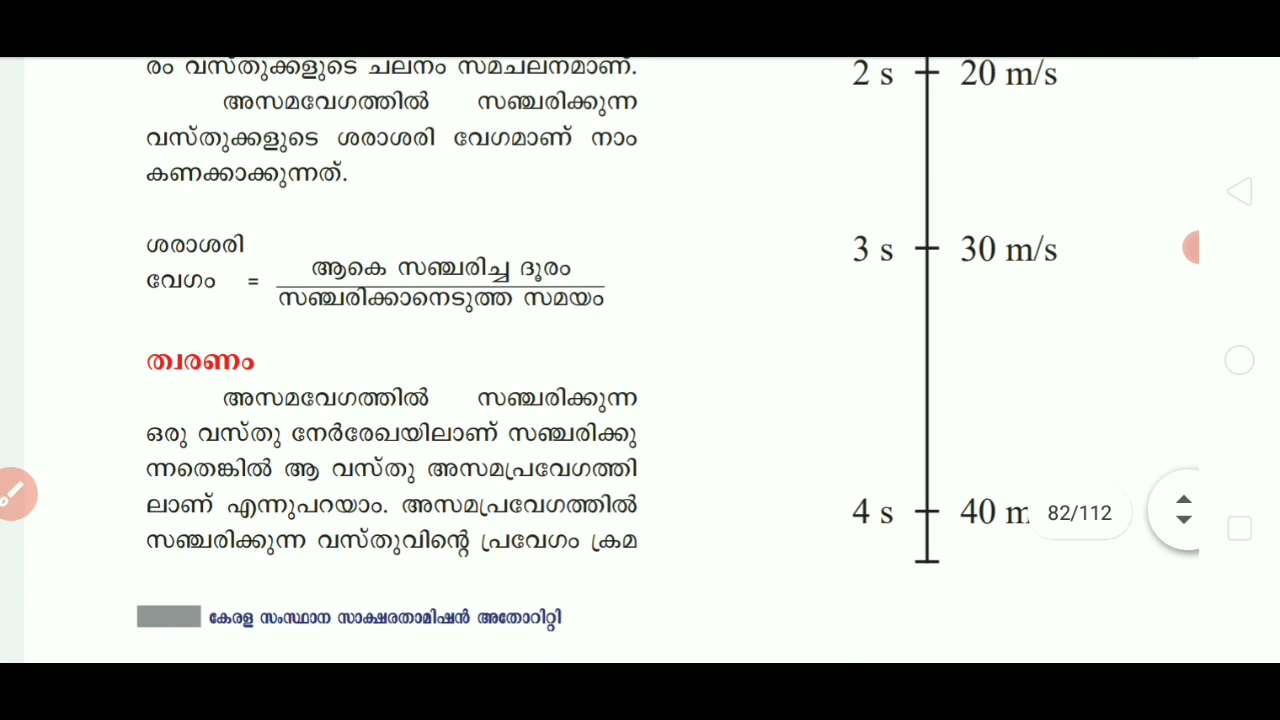 രം വസ്തുക്കളുടെ ചലനം സമചലനമാണ്.
അസമവേഗത്തിൽ സഞ്ചരിക്കുന്ന
വസ്തുക്കളുടെ ശരാശരി വേഗമാണ് നാം
കണക്കാക്കുന്നത്.
ശരാശരി
വേഗം = ആകെ സഞ്ചരിച്ച ദൂരം
സഞ്ചരിക്കാനെടുത്ത സമയം
ത്വരണം
അസമവേഗത്തിൽ സഞ്ചരിക്കുന്ന
ഒരു വസ്തു നേർരേഖയിലാണ് സഞ്ചരിക്കു
ന്നതെങ്കിൽ ആ വസ്തു അസമപ്രവേഗത്തി
ലാണ് എന്നുപറയാം. അസമപ്രവേഗത്തിൽ
സഞ്ചരിക്കുന്ന വസ്തുവിന്റെ പ്രവേഗം ക്രമ
കേരള സംസ്ഥാന സാക്ഷരതാമിഷൻ അതോറിറ്റി
2 s 20 m/s
3 s 30 m/s
4 s 40 m
82/112